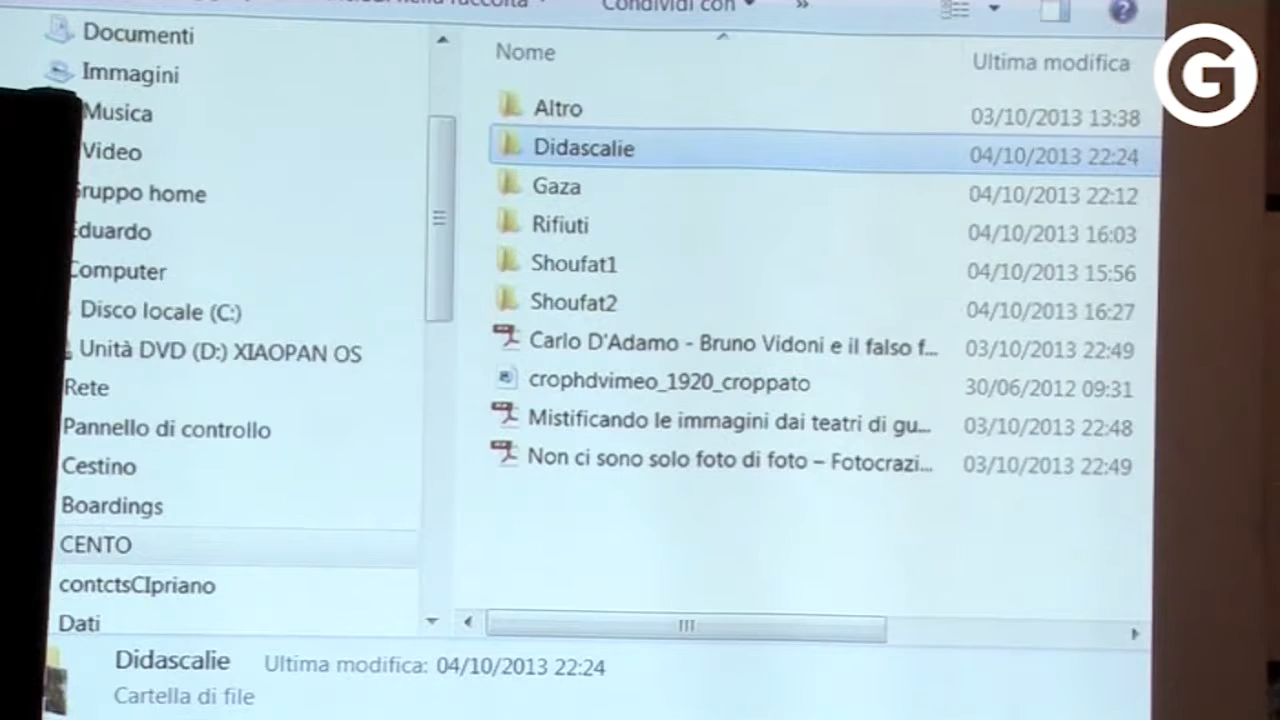 Condividi con
»
Documenti
Immagini
Musica
Video
Gruppo home
Eduardo
Computer
Disco locale (C:)
Unità DVD (D:) XIAOPAN OS
Rete
Pannello di controllo
Cestino
Boardings
CENTO
contctsCIpriano
Dati
Nome Ultima modifica
Altro 03/10/2013 13:38
Didascalie 04/10/2013 22:24
Gaza 04/10/2013 22:12
Rifiuti 04/10/2013 16:03
Shoufat1 04/10/2013 15:56
Shoufat2 04/10/2013 16:27
Carlo D'Adamo - Bruno Vidoni e il falso f... 03/10/2013 22:49
crophdvimeo_1920_croppato 30/06/2012 09:31
Mistificando le immagini dai teatri di gu... 03/10/2013 22:48
Non ci sono solo foto di foto – Fotocrazi... 03/10/2013 22:49
Didascalie Ultima modifica: 04/10/2013 22:24
Cartella di file
G